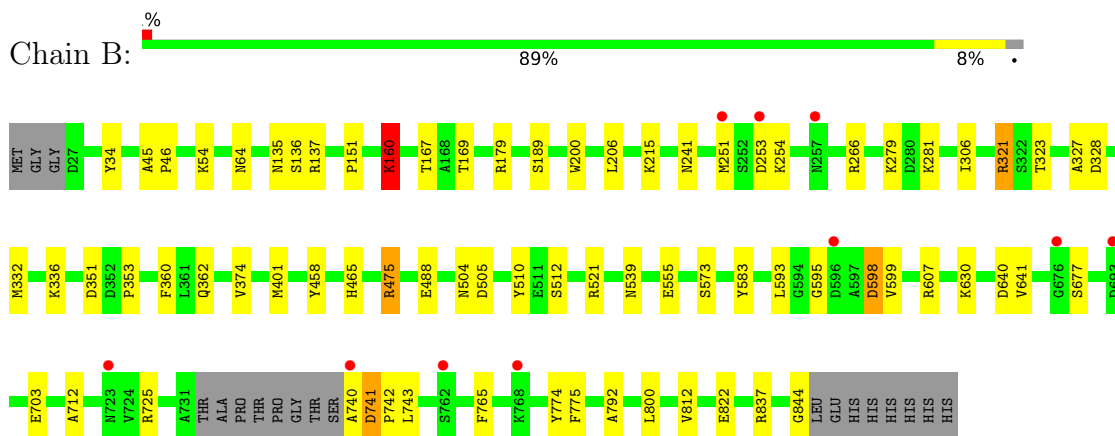 %
Chain B:
89% 8% •
MET GLY GLY D27 Y34 A45 P46 K54 N64 N135 S136 R137 P151 K160 T167 A168 T169 R179 S189 W200 L206 K215 N241 M251 S252 D253 K254 N257 R266 K279 D280 K281 I306 R321 S322 T323 A327 D328
M332 K336 D351 D352 P353 F360 L361 Q362 V374 M401 Y458 H465 R475 E488 N504 D505 Y510 E511 S512 R521 N539 E555 S573 Y583 L593 G594 G595 D596 A597 D598 V599 R607 K630 D640 V641 G676 S677
E703 A712 N723 V724 R725 A731 THR ALA PRO THR PRO GLY THR SER A740 D741 P742 L743 S762 F765 K768 Y774 F775 A792 L800 V812 E822 R837 G844 LEU GLU HIS HIS HIS HIS HIS HIS